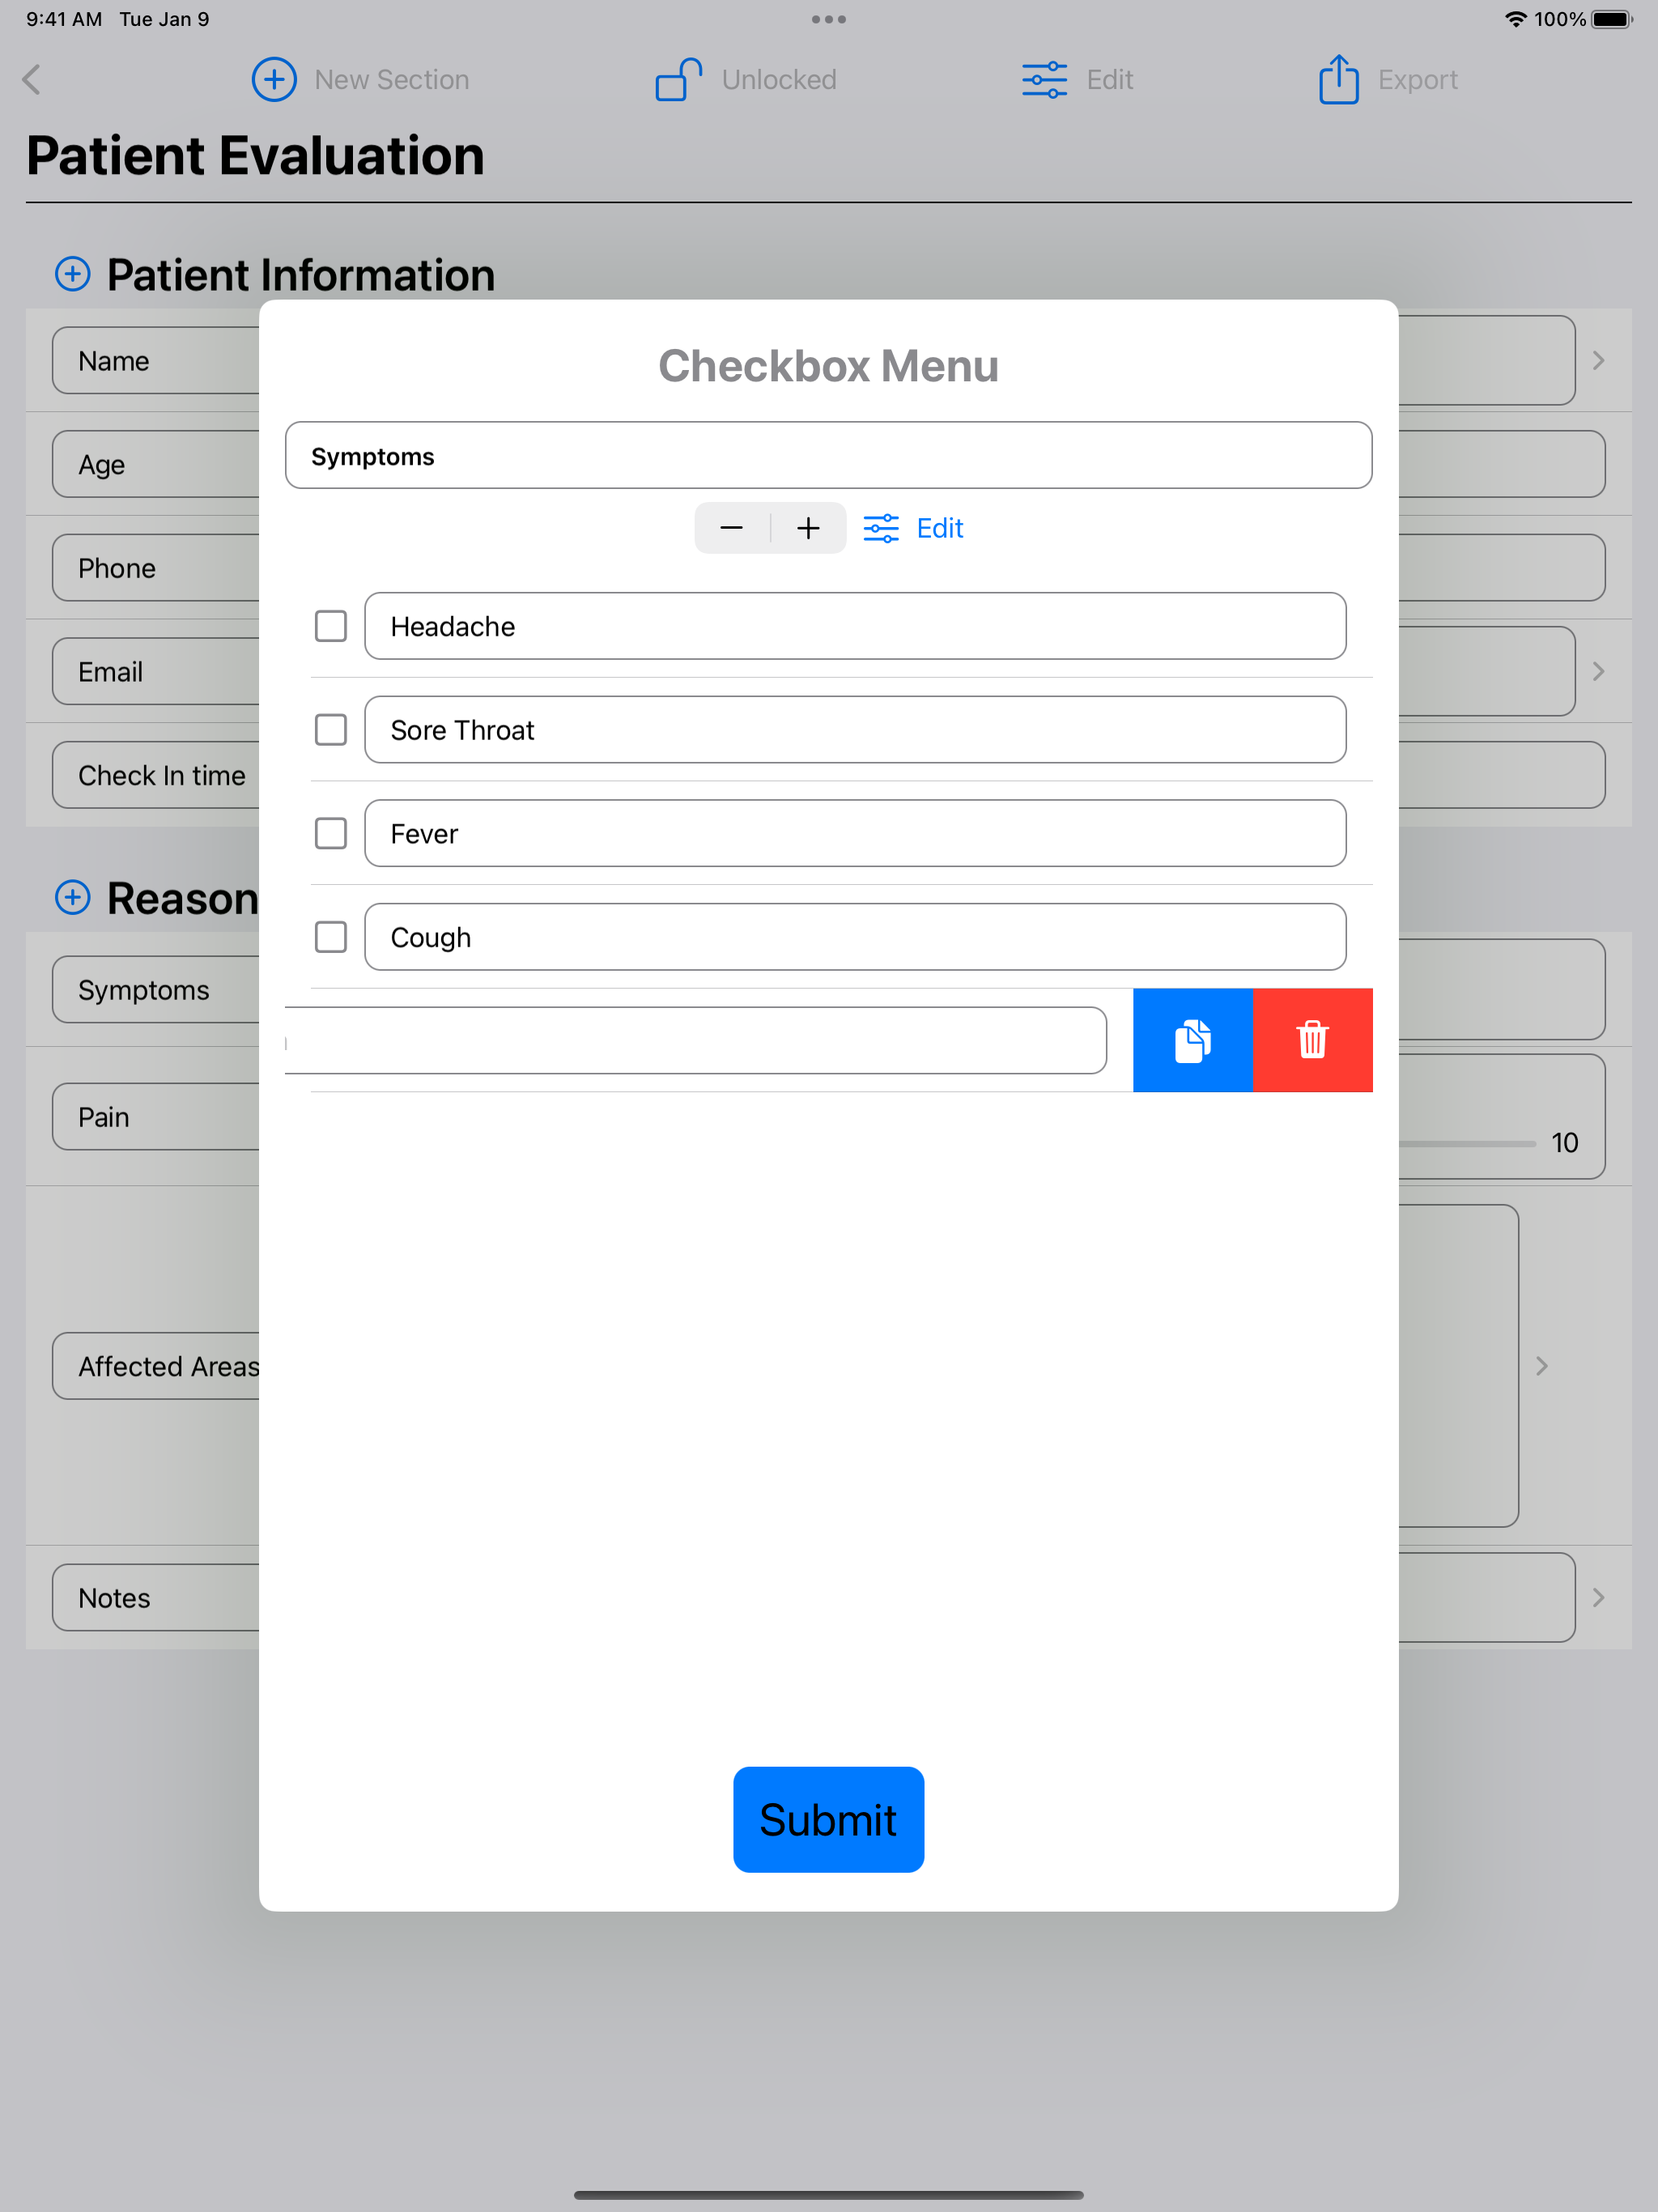 9:41 AM Tue Jan 9 100%
New Section Unlocked Edit Export
Patient Evaluation
Patient Information
Name
Age
Phone
Email
Check In time
Reason
Symptoms
Pain
10
Affected Areas
Notes
Checkbox Menu
Symptoms
Edit
Headache
Sore Throat
Fever
Cough
Submit